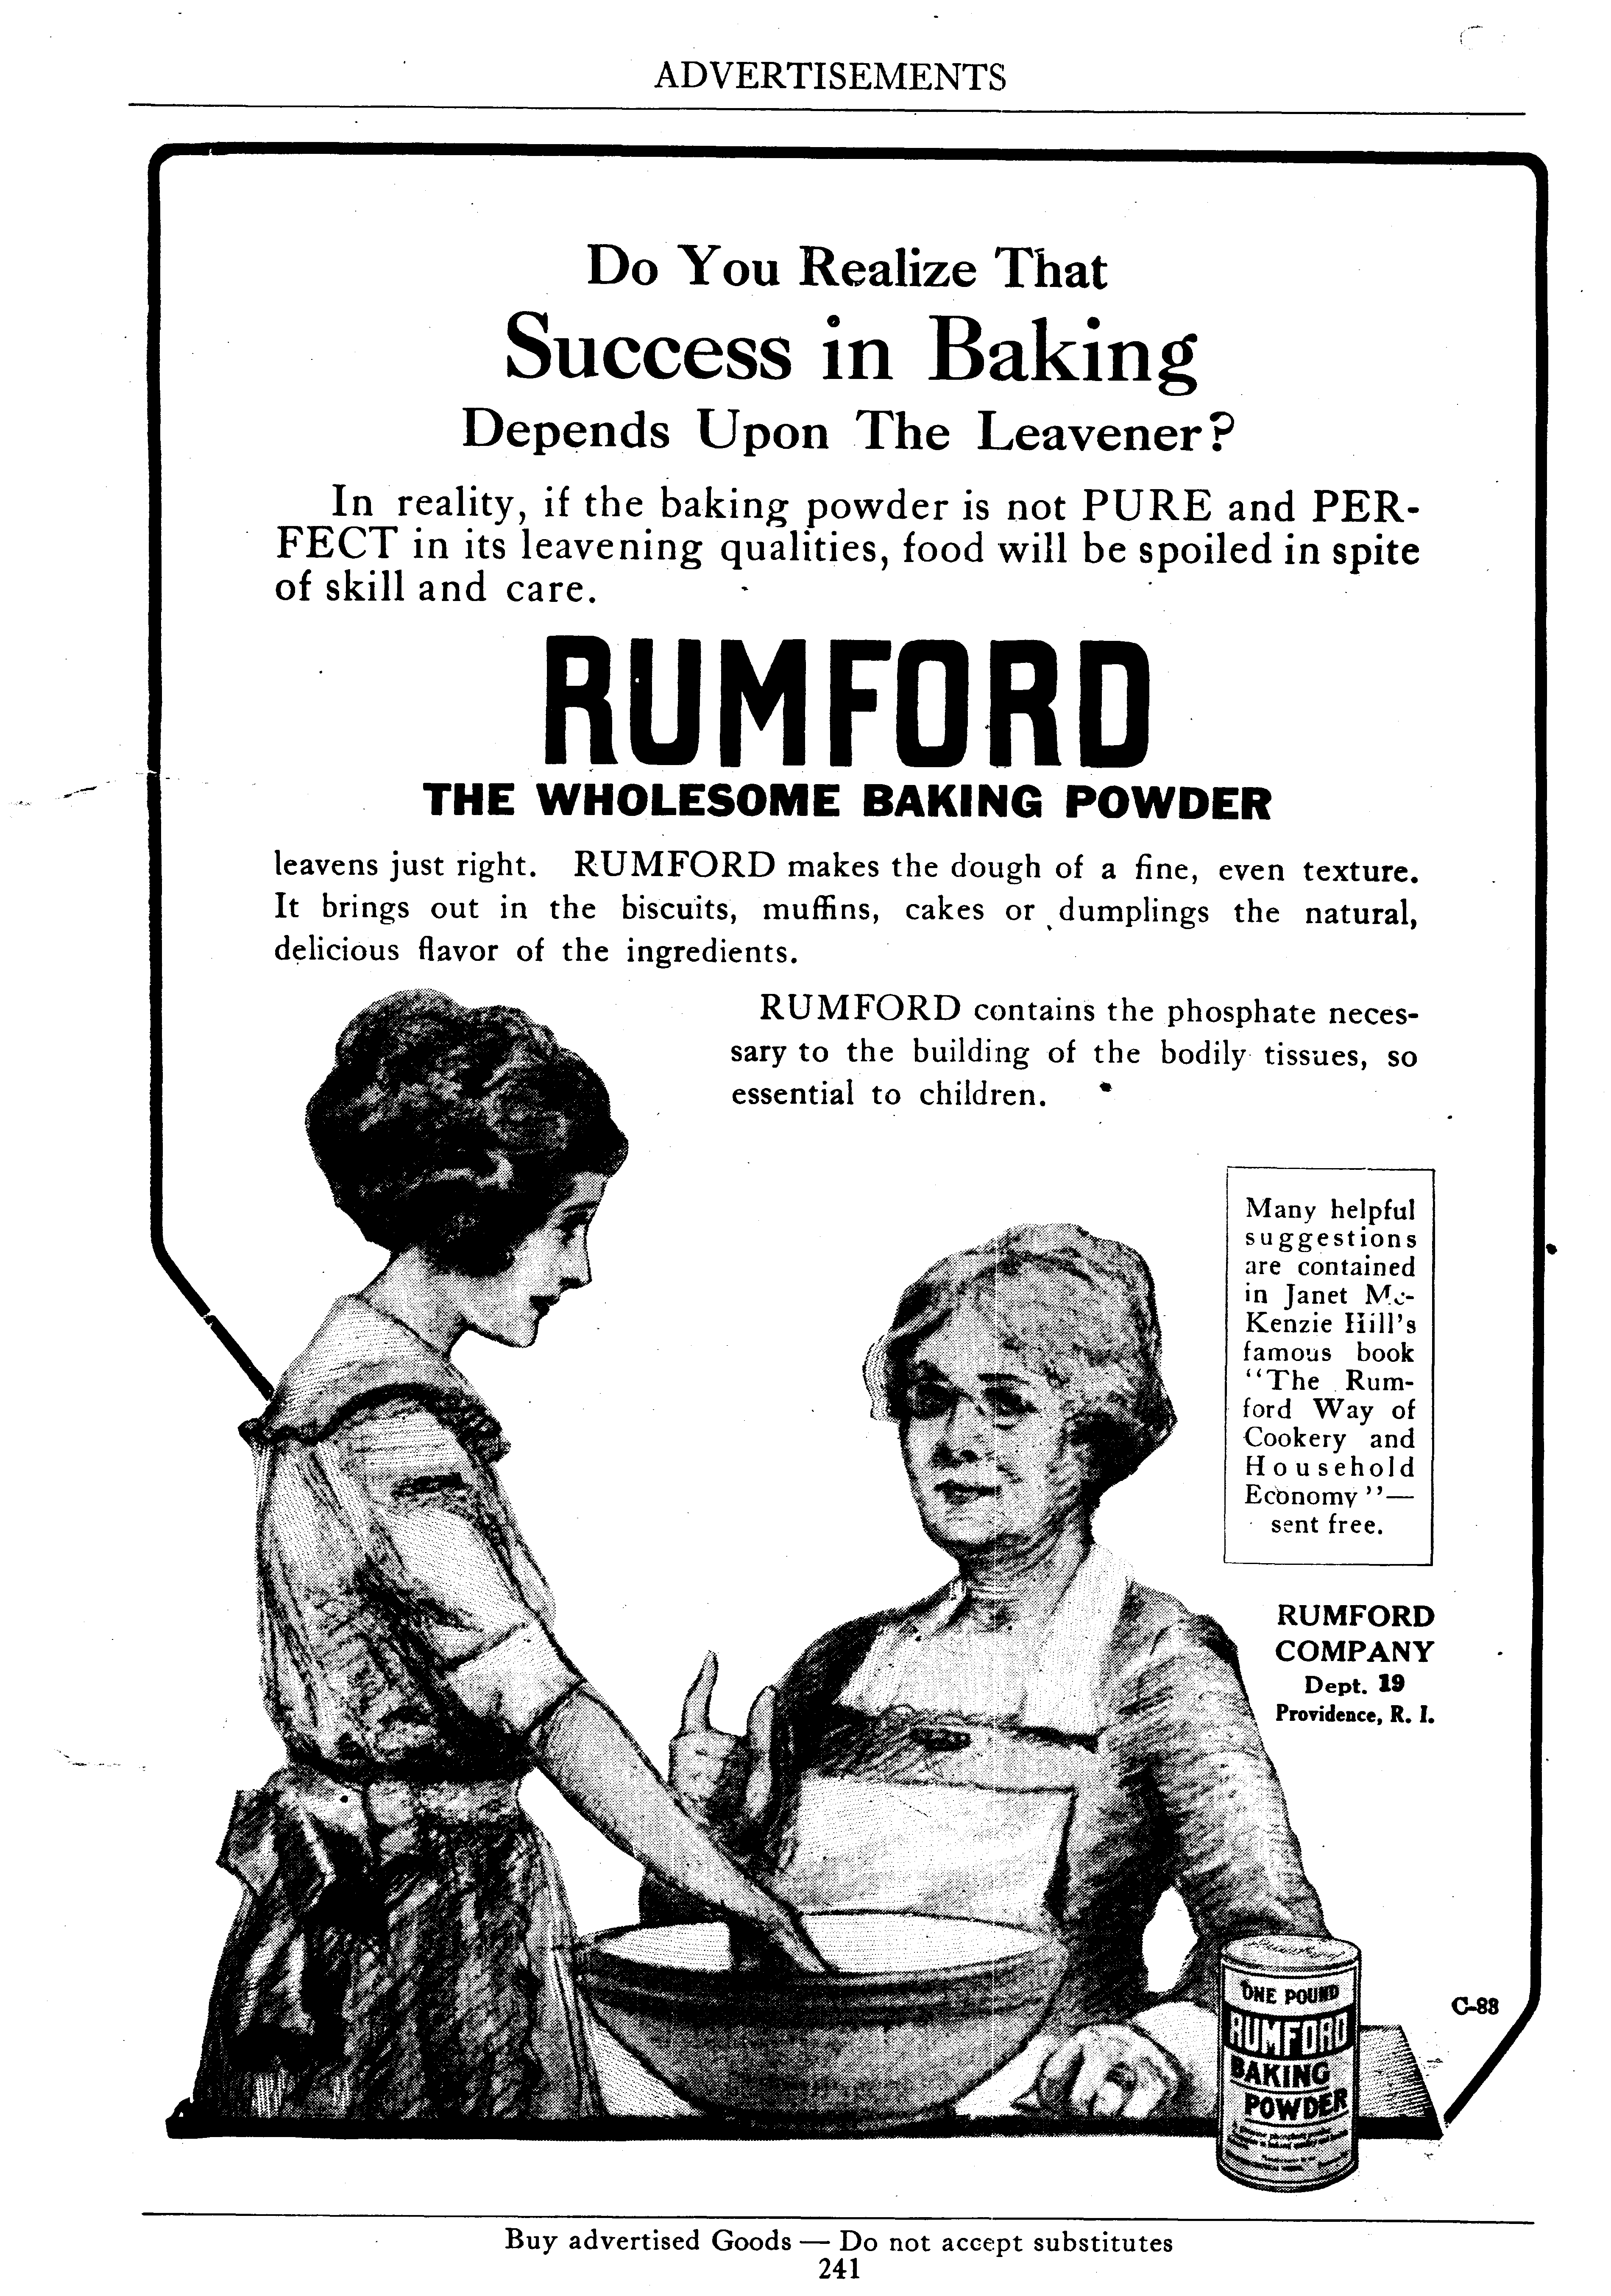 ADVERTISEMENTS
Do You Realize That
Success in Baking
Depends Upon The Leavener?
In reality, if the baking powder is not PURE and PER-
FECT in its leavening qualities, food will be spoiled in spite
of skill and care.
RUMFORD
THE WHOLESOME BAKING POWDER
leavens just right. RUMFORD makes the dough of a fine, even texture.
It brings out in the biscuits, muffins, cakes or dumplings the natural,
delicious flavor of the ingredients.
RUMFORD contains the phosphate neces-
sary to the building of the bodily tissues, so
essential to children.
Many helpful
suggestions
are contained
in Janet Mc-
Kenzie Hill's
famous book
"The Rum-
ford Way of
Cookery and
Household
Economy"—
sent free.
RUMFORD
COMPANY
Dept. 19
Providence, R. I.
ONE POUND
RUMFORD
BAKING
POWDER
C-88
Buy advertised Goods — Do not accept substitutes
241